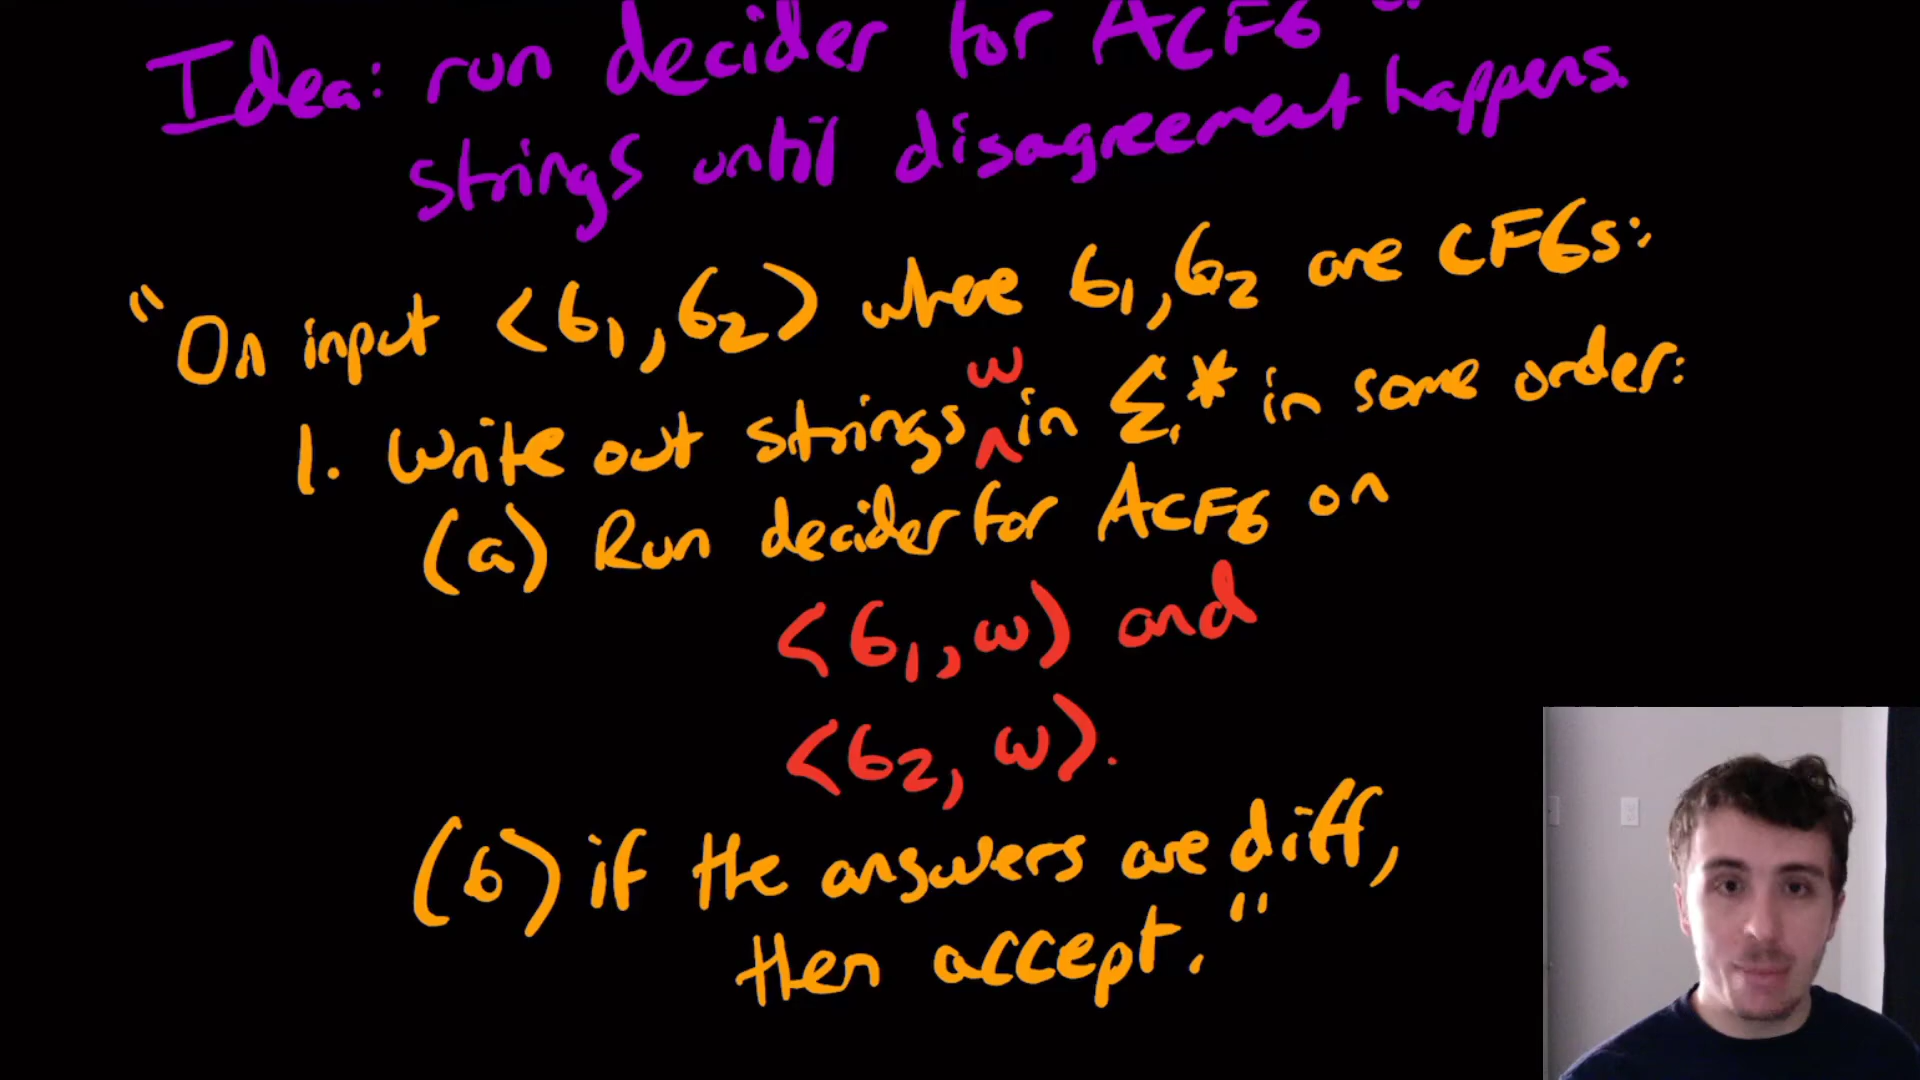 Idea: run decider for ACFG
strings until disagreement happens.
"On input <G1,G2> where G1,G2 are CFGs:
w
1. Write out strings ^ in Σ* in some order:
(a) Run decider for ACFG on
<G1,w> and
<G2,w>.
(b) if the answers are diff,
then accept."